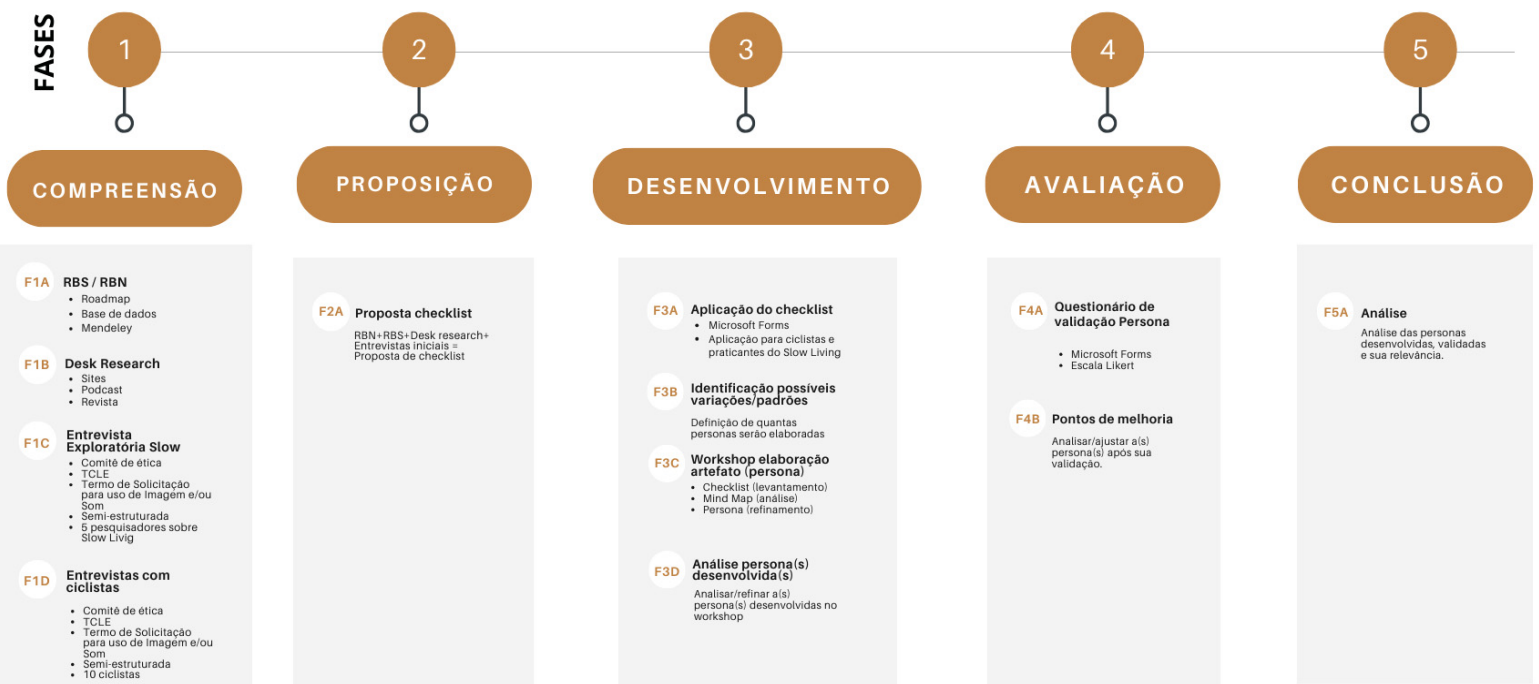 FASES
1
2
3
4
5
COMPREENSÃO
PROPOSIÇÃO
DESENVOLVIMENTO
AVALIAÇÃO
CONCLUSÃO
F1A RBS / RBN
• Roadmap
• Base de dados
• Mendeley
F1B Desk Research
• Sites
• Podcast
• Revista
F1C Entrevista
Exploratória Slow
• Comitê de ética
• TCLE
• Termo de Solicitação
para uso de Imagem e/ou
Som
• Semi-estruturada
• 5 pesquisadores sobre
Slow Livig
F1D Entrevistas com
ciclistas
• Comitê de ética
• TCLE
• Termo de Solicitação
para uso de Imagem e/ou
Som
• Semi-estruturada
• 10 ciclistas
F2A Proposta checklist
RBN+RBS+Desk research+
Entrevistas iniciais =
Proposta de checklist
F3A Aplicação do checklist
• Microsoft Forms
• Aplicação para ciclistas e
praticantes do Slow Living
F3B Identificação possíveis
variações/padrões
Definição de quantas
personas serão elaboradas
F3C Workshop elaboração
artefato (persona)
• Checklist (levantamento)
• Mind Map (análise)
• Persona (refinamento)
F3D Análise persona(s)
desenvolvida(s)
Analisar/refinar a(s)
persona(s) desenvolvidas no
workshop
F4A Questionário de
validação Persona
• Microsoft Forms
• Escala Likert
F4B Pontos de melhoria
Analisar/ajustar a(s)
persona(s) após sua
validação.
F5A Análise
Análise das personas
desenvolvidas, validadas
e sua relevância.